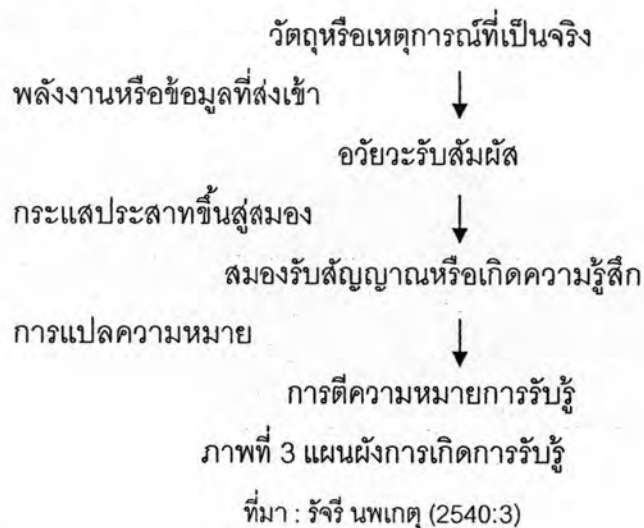 วัตถุหรือเหตุการณ์ที่เป็นจริง
พลังงานหรือข้อมูลที่ส่งเข้า
อวัยวะรับสัมผัส
กระแสประสาทขึ้นสู่สมอง
สมองรับสัญญาณหรือเกิดความรู้สึก
การแปลความหมาย
การตีความหมายการรับรู้
ภาพที่ 3 แผนผังการเกิดการรับรู้
ที่มา : รัจรี นพเกตุ (2540:3)